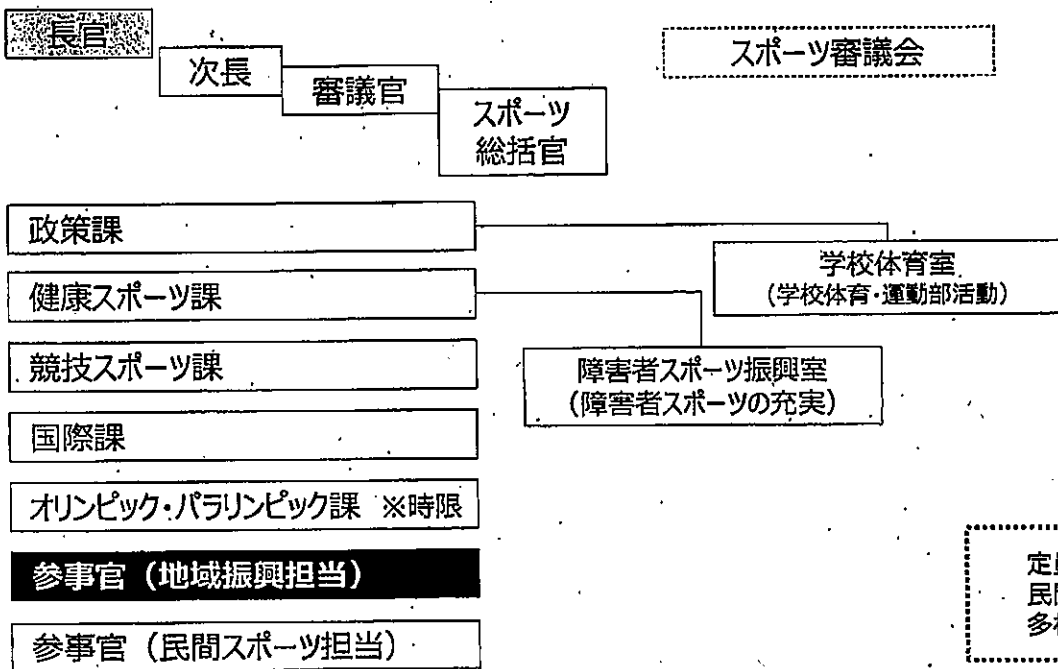 長官
次長
審議官
スポーツ
総括官
スポーツ審議会
政策課
学校体育室
(学校体育・運動部活動)
健康スポーツ課
障害者スポーツ振興室
(障害者スポーツの充実)
競技スポーツ課
国際課
オリンピック・パラリンピック課 ※時限
参事官(地域振興担当)
参事官(民間スポーツ担当)
定
民
多